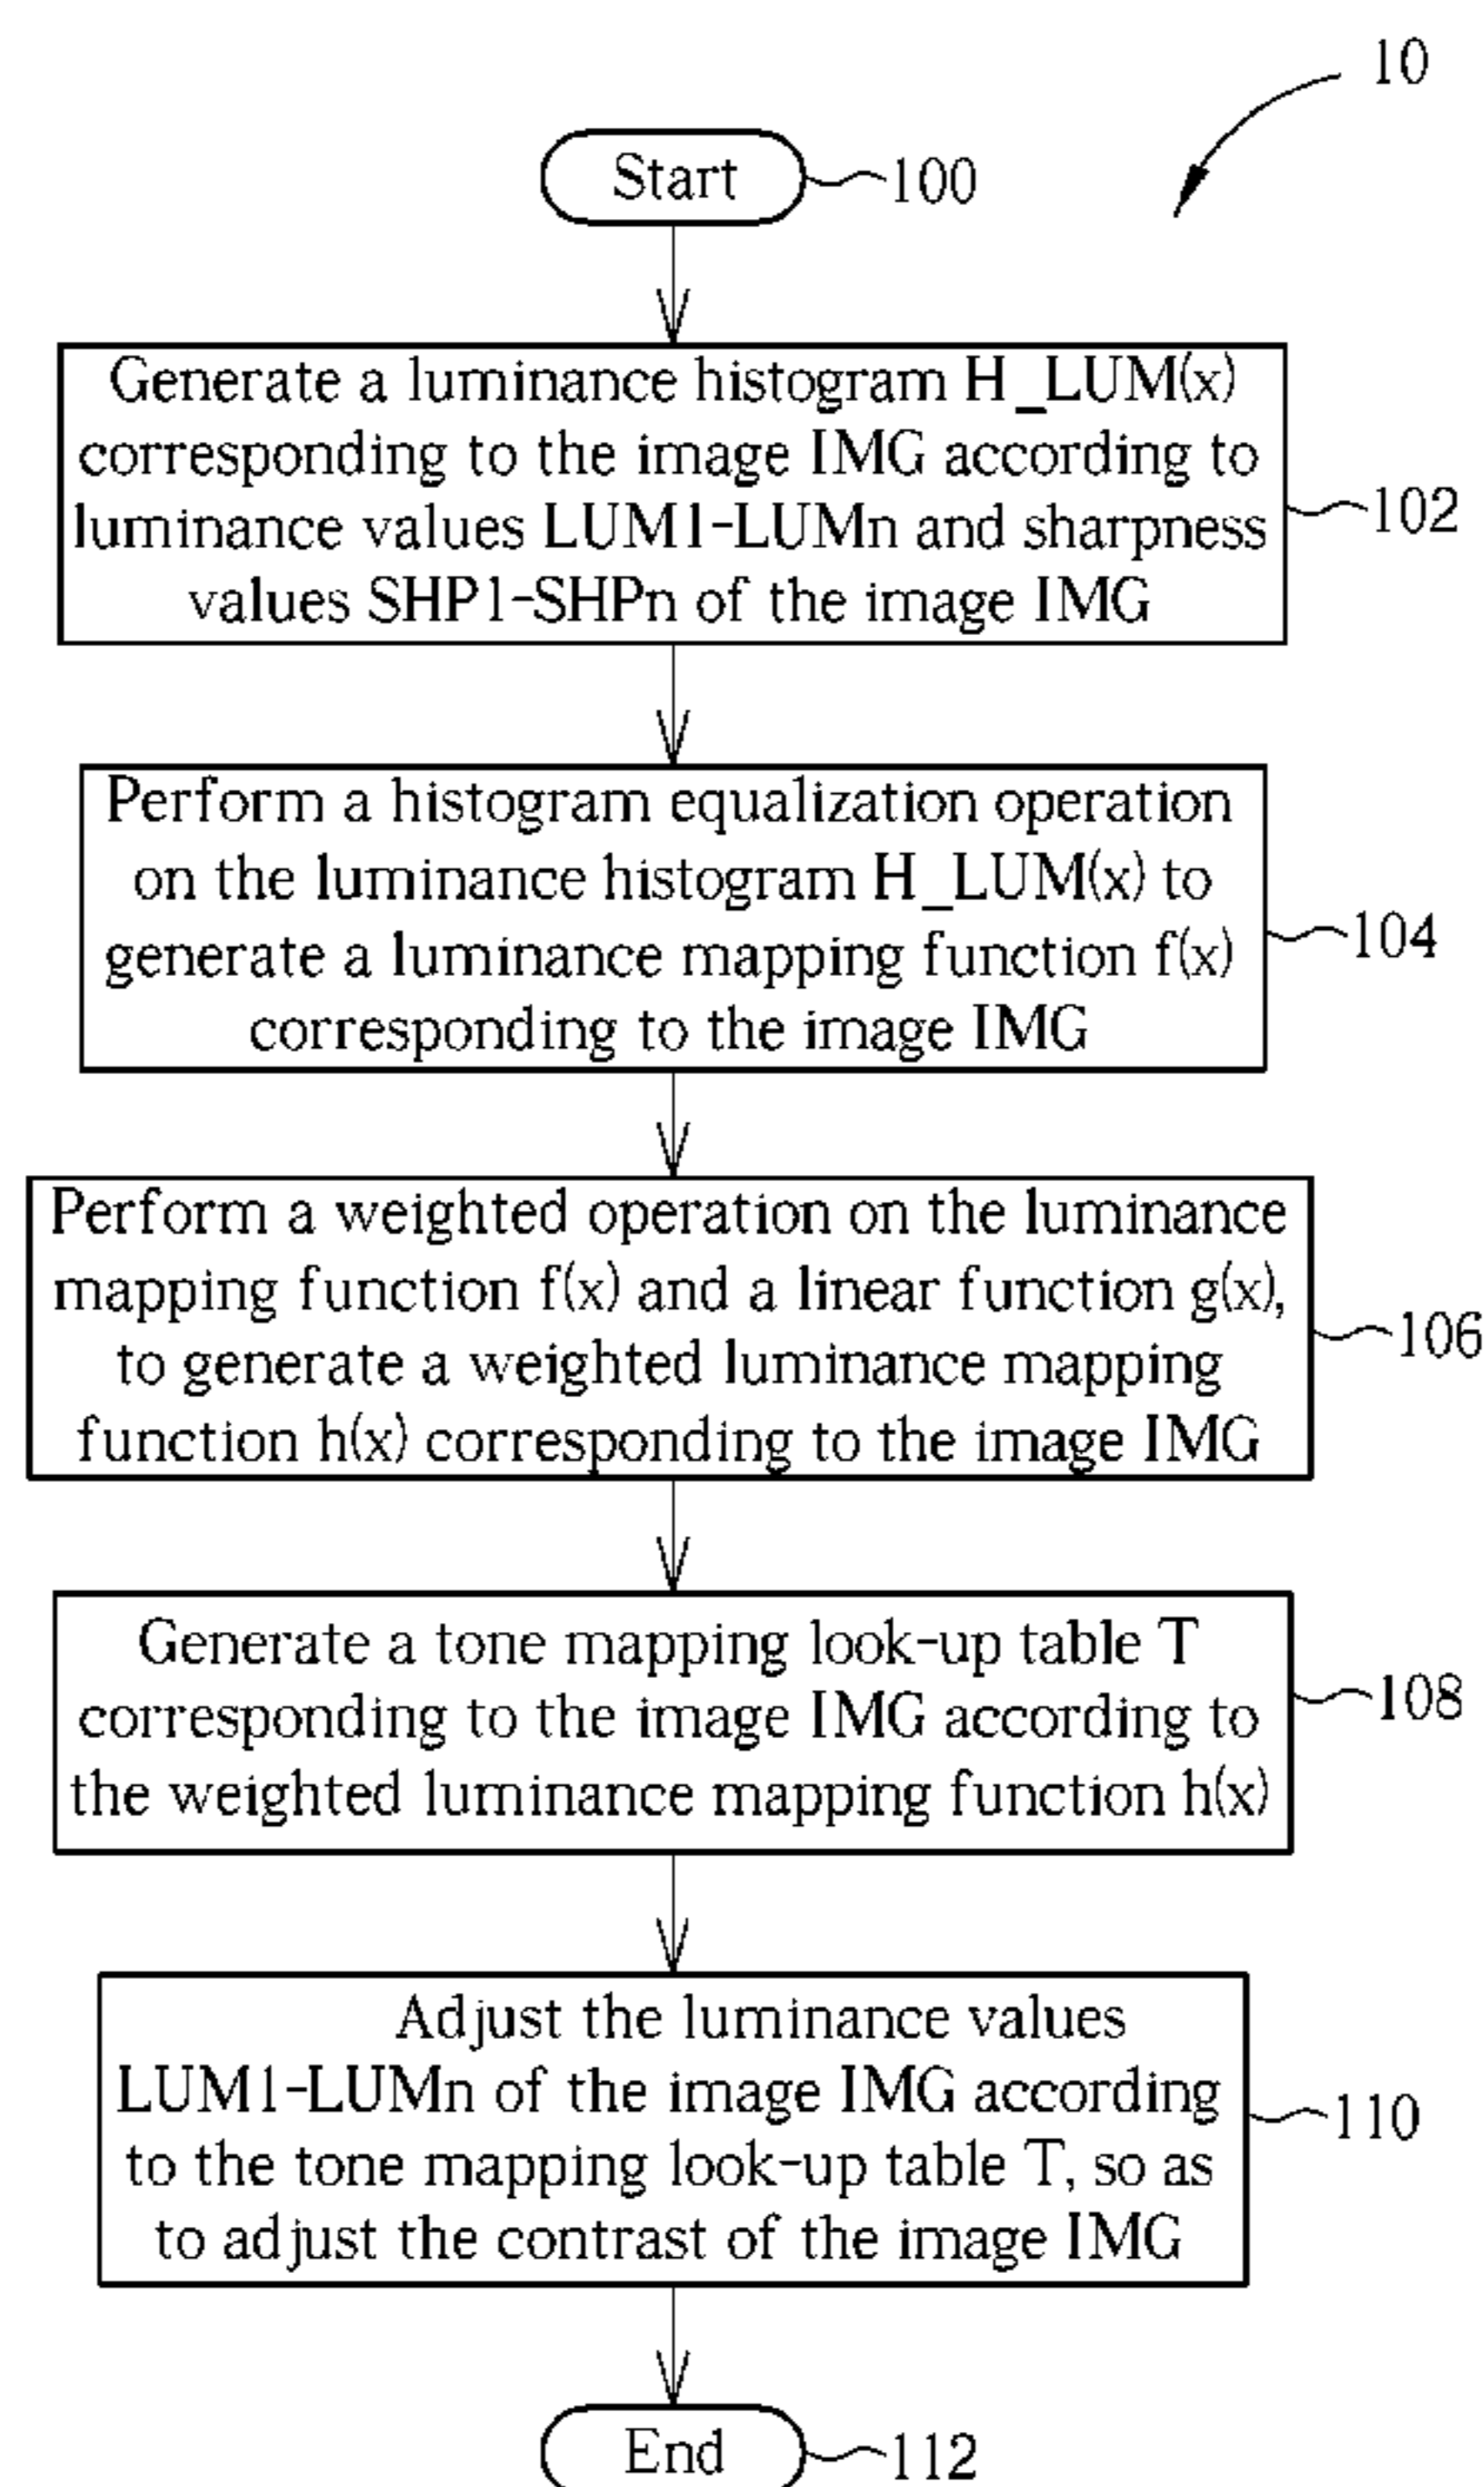 10
Start
100
Generate a luminance histogram H_LUM(x)
corresponding to the image IMG according to
luminance values LUM1-LUMn and sharpness
values SHP1-SHPn of the image IMG
102
Perform a histogram equalization operation
on the luminance histogram H_LUM(x) to
generate a luminance mapping function f(x)
corresponding to the image IMG
104
Perform a weighted operation on the luminance
mapping function f(x) and a linear function g(x),
to generate a weighted luminance mapping
function h(x) corresponding to the image IMG
106
Generate a tone mapping look-up table T
corresponding to the image IMG according to
the weighted luminance mapping function h(x)
108
Adjust the luminance values
LUM1-LUMn of the image IMG according
to the tone mapping look-up table T, so as
to adjust the contrast of the image IMG
110
End
112